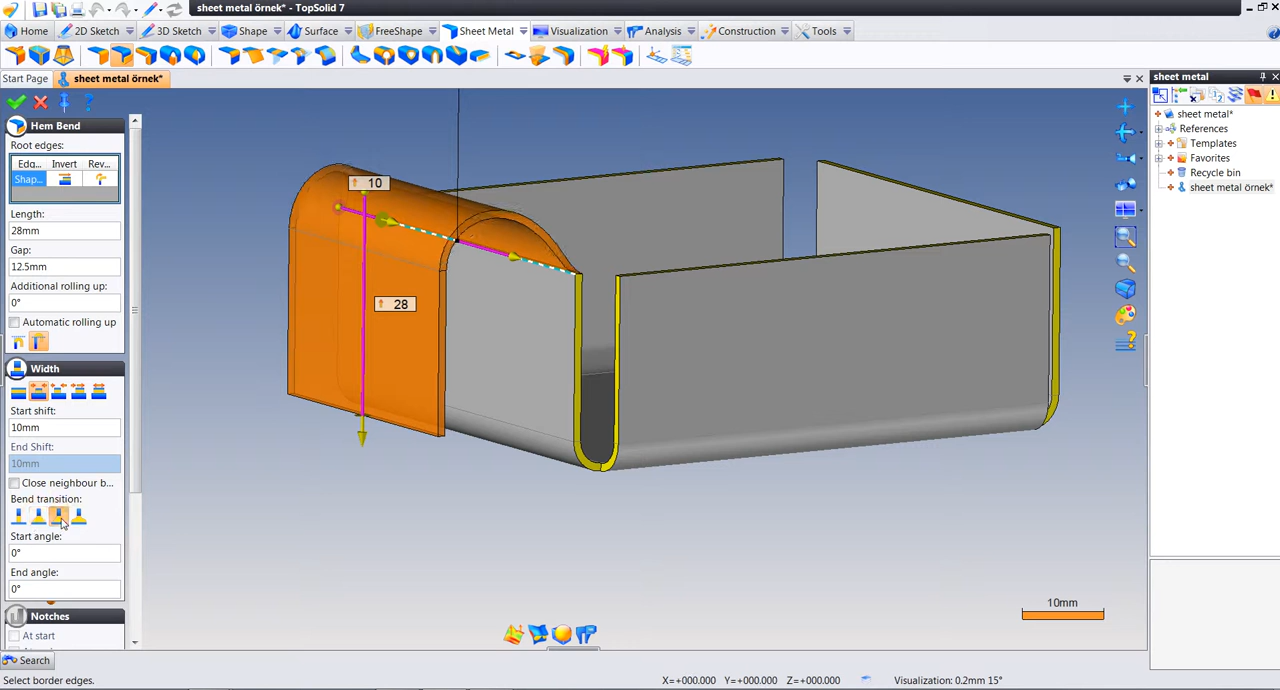 sheet metal örnek* - TopSolid 7
Home
2D Sketch
3D Sketch
Shape
Surface
FreeShape
Sheet Metal
Visualization
Analysis
Construction
Tools
Start Page
sheet metal örnek*
Hem Bend
Root edges:
Edg... Invert Rev...
Shap...
Length:
28mm
Gap:
12.5mm
Additional rolling up:
0°
Automatic rolling up
Width
Start shift:
10mm
End Shift:
10mm
Close neighbour b...
Bend transition:
Start angle:
0°
End angle:
0°
Notches
At start
Search
Select border edges.
10
28
10mm
X=+000.000 Y=+000.000 Z=+000.000
Visualization: 0.2mm 15°
sheet metal
sheet metal*
References
Templates
Favorites
Recycle bin
sheet metal örnek*